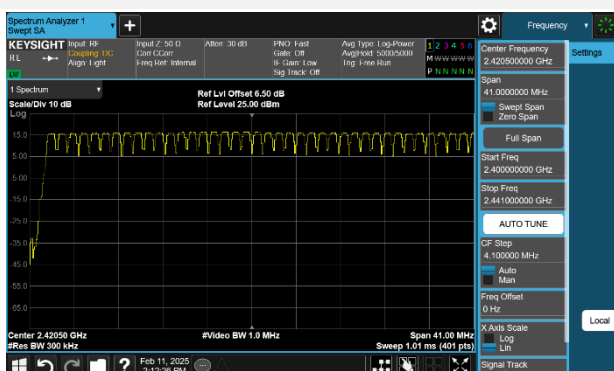 Spectrum Analyzer 1
Swept SA
Frequency
KEYSIGHT
Input: RF
Coupling: DC
Align: Light
Input Z: 50 Ω
Corr CCorr
Freq Ref: Internal
Atten: 30 dB
PNO: Fast
Gate: Off
IF Gain: Low
Sig Track: Off
Avg Type: Log-Power
Avg|Hold: 5000/5000
Trig: Free Run
1 2 3 4 5 6
M W W W W W
P N N N N N
R L
1 Spectrum
Scale/Div 10 dB
Log
Ref Lvl Offset 6.50 dB
Ref Level 25.00 dBm
15.0
5.00
-5.00
-15.0
-25.0
-35.0
-45.0
-55.0
-65.0
Center 2.42050 GHz
#Res BW 300 kHz
#Video BW 1.0 MHz
Span 41.00 MHz
Sweep 1.01 ms (401 pts)
Feb 11, 2025
Center Frequency
2.420500000 GHz
Span
41.0000000 MHz
Swept Span
Zero Span
Full Span
Start Freq
2.400000000 GHz
Stop Freq
2.441000000 GHz
AUTO TUNE
CF Step
4.100000 MHz
Auto
Man
Freq Offset
0 Hz
X Axis Scale
Log
Lin
Signal Track
Settings
Local